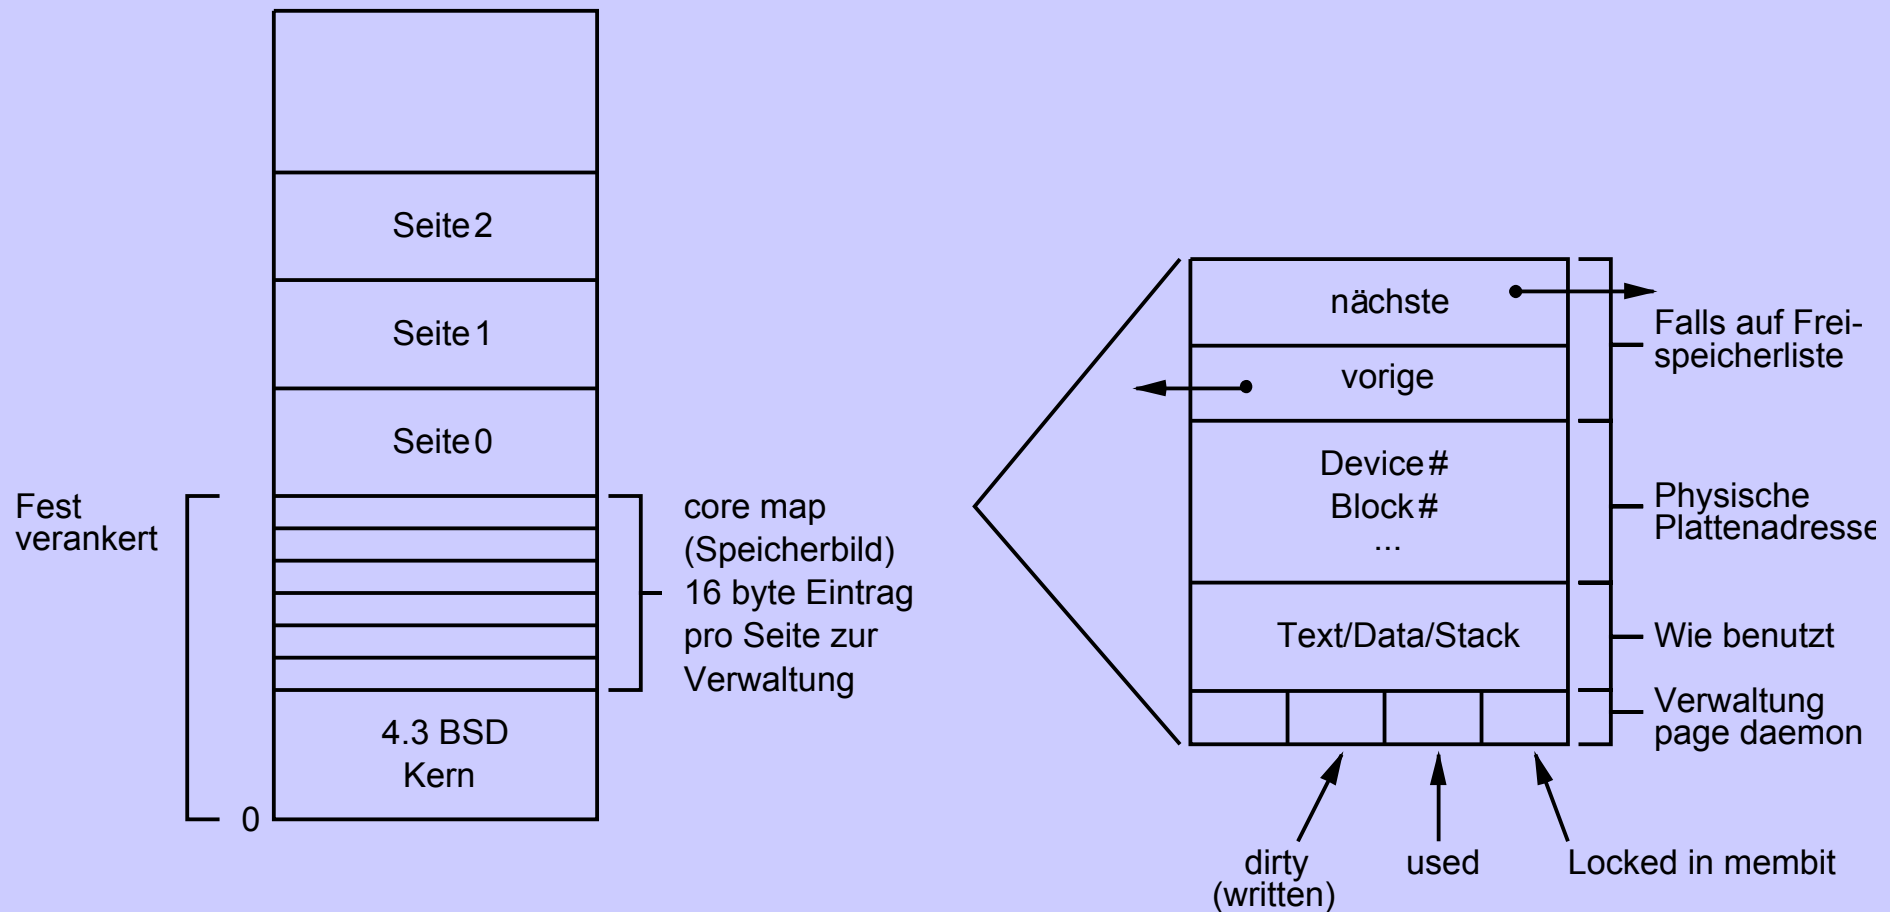 Seite 2
Seite 1
Seite 0
Fest
verankert
core map
(Speicherbild)
16 byte Eintrag
pro Seite zur
Verwaltung
4.3 BSD
Kern
0
nächste
vorige
Device #
Block #
...
Text/Data/Stack
Falls auf Frei-
speicherliste
Physische
Plattenadresse
Wie benutzt
Verwaltung
page daemon
dirty
(written)
used
Locked in membit